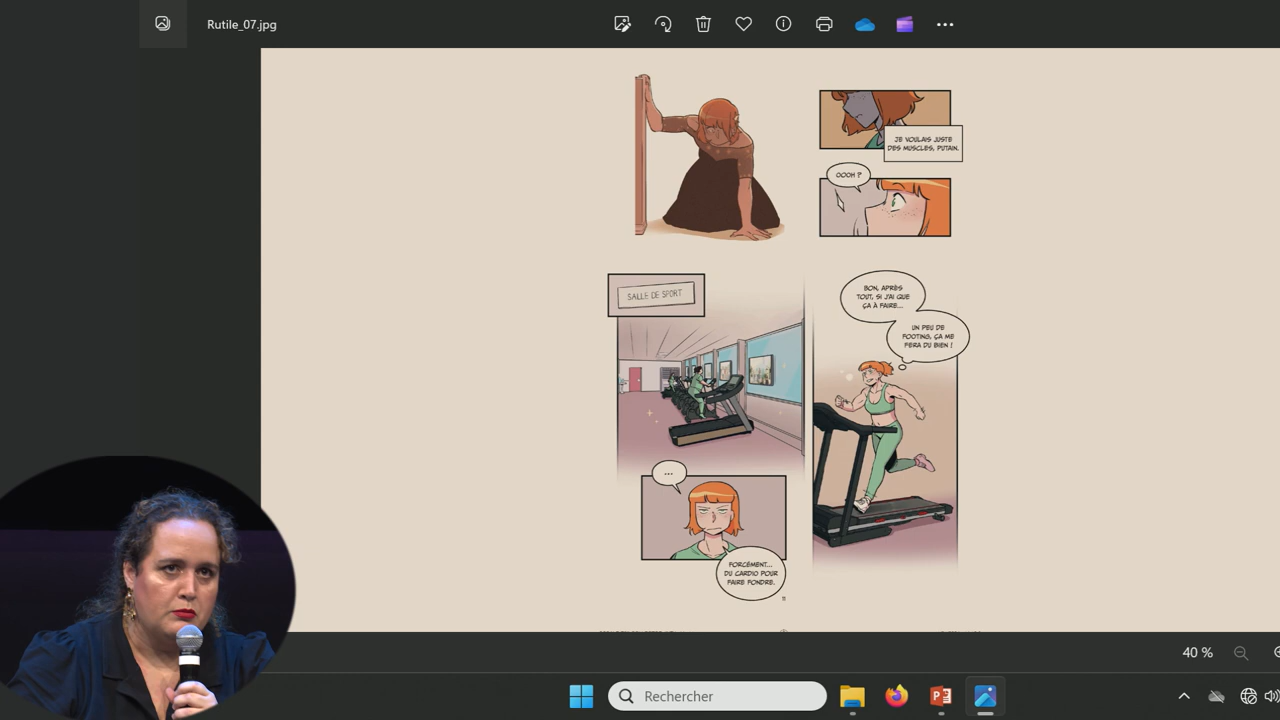 Rutile_07.jpg
JE VOULAIS JUSTE
DES MUSCLES, PUTAIN.
OOOH ?
SALLE DE SPORT
...
FORCÉMENT...
DU CARDIO POUR
FAIRE FONDRE.
BON, APRÈS
TOUT, SI J'AI QUE
ÇA À FAIRE...
UN PEU DE
FOOTING, ÇA ME
FERA DU BIEN !
40 %
Rechercher